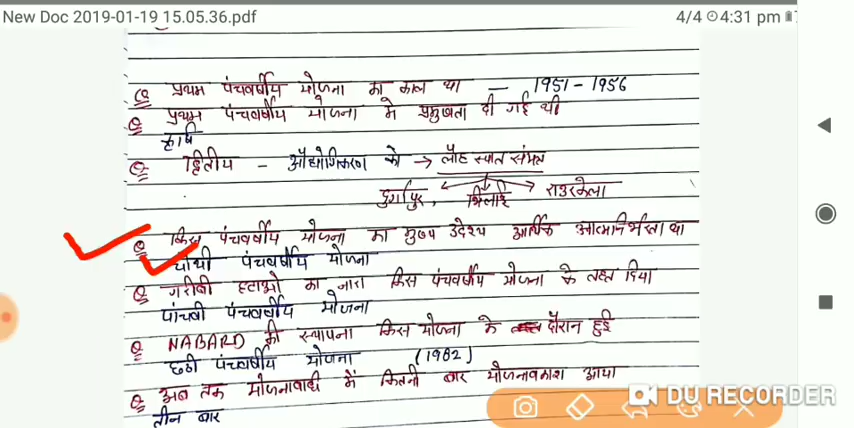 New Doc 2019-01-19 15.05.36.pdf 4/4 4:31 pm
Q प्रथम पंचवर्षीय योजना का काल था – 1951-1956
Q प्रथम पंचवर्षीय योजना मे प्रमुखता दी गई थी
कृषि
Q द्वितीय – औद्योगिकरण को → लौह स्पात संयंत्र
दुर्गापुर, भिलाई राउरकेला
Q किस पंचवर्षीय योजना का मुख्य उदेश्य आर्थिक आत्मनिर्भरता था
चौथी पंचवर्षीय योजना
Q गरीबी हटाओ का नारा किस पंचवर्षीय योजना के तहत दिया
पांचवी पंचवर्षीय योजना
Q NABARD की स्थापना किस योजना के दौरान हुई
छठी पंचवर्षीय योजना (1982)
Q अब तक योजनावादी में कितनी बार योजनावकाश आया
तीन बार
DU RECORDER